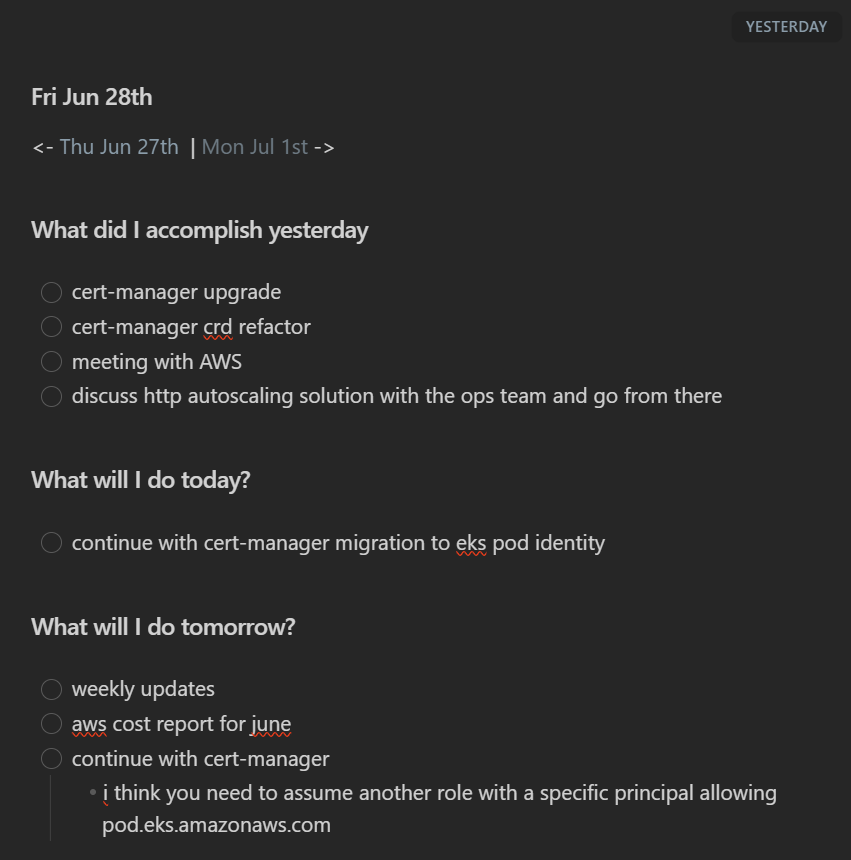 YESTERDAY
Fri Jun 28th
<- Thu Jun 27th | Mon Jul 1st ->
What did I accomplish yesterday
cert-manager upgrade
cert-manager crd refactor
meeting with AWS
discuss http autoscaling solution with the ops team and go from there
What will I do today?
continue with cert-manager migration to eks pod identity
What will I do tomorrow?
weekly updates
aws cost report for june
continue with cert-manager
i think you need to assume another role with a specific principal allowing
pod.eks.amazonaws.com